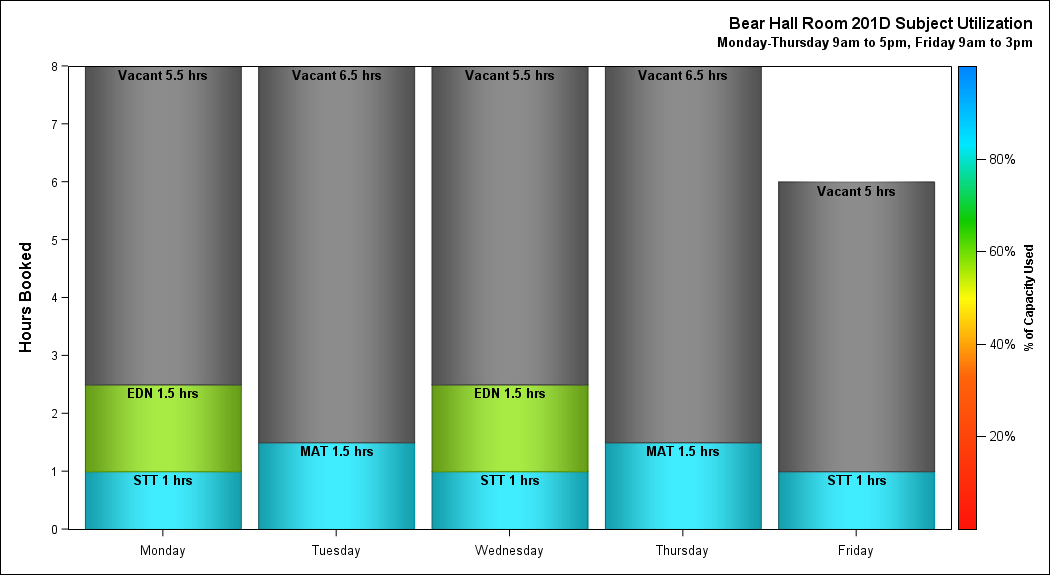 Bear Hall Room 201D Subject Utilization
Monday-Thursday 9am to 5pm, Friday 9am to 3pm
Hours Booked
8
7
6
5
4
3
2
1
0
Vacant 5.5 hrs
EDN 1.5 hrs
STT 1 hrs
Vacant 6.5 hrs
MAT 1.5 hrs
Vacant 5.5 hrs
EDN 1.5 hrs
STT 1 hrs
Vacant 6.5 hrs
MAT 1.5 hrs
Vacant 5 hrs
STT 1 hrs
Monday
Tuesday
Wednesday
Thursday
Friday
80%
60%
40%
20%
% of Capacity Used